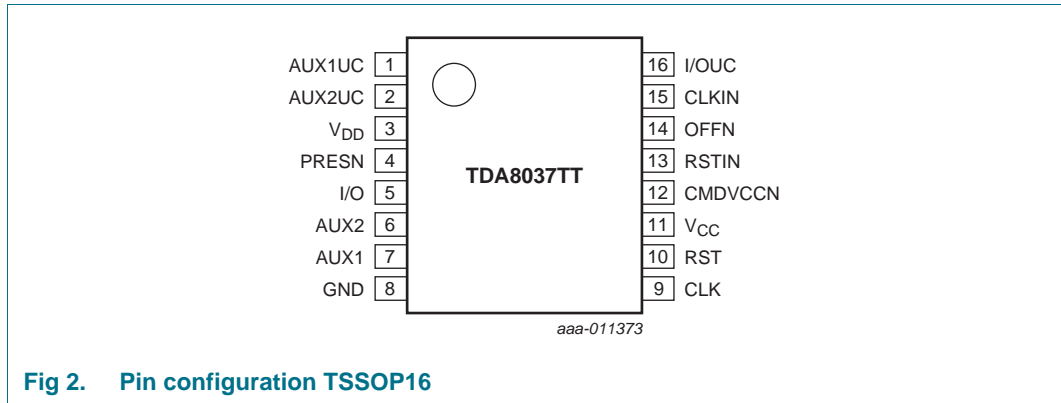 AUX1UC 1
AUX2UC 2
VDD 3
PRESN 4
I/O 5
AUX2 6
AUX1 7
GND 8
TDA8037TT
16 I/OUC
15 CLKIN
14 OFFN
13 RSTIN
12 CMDVCCN
11 VCC
10 RST
9 CLK
aaa-011373
Fig 2. Pin configuration TSSOP16